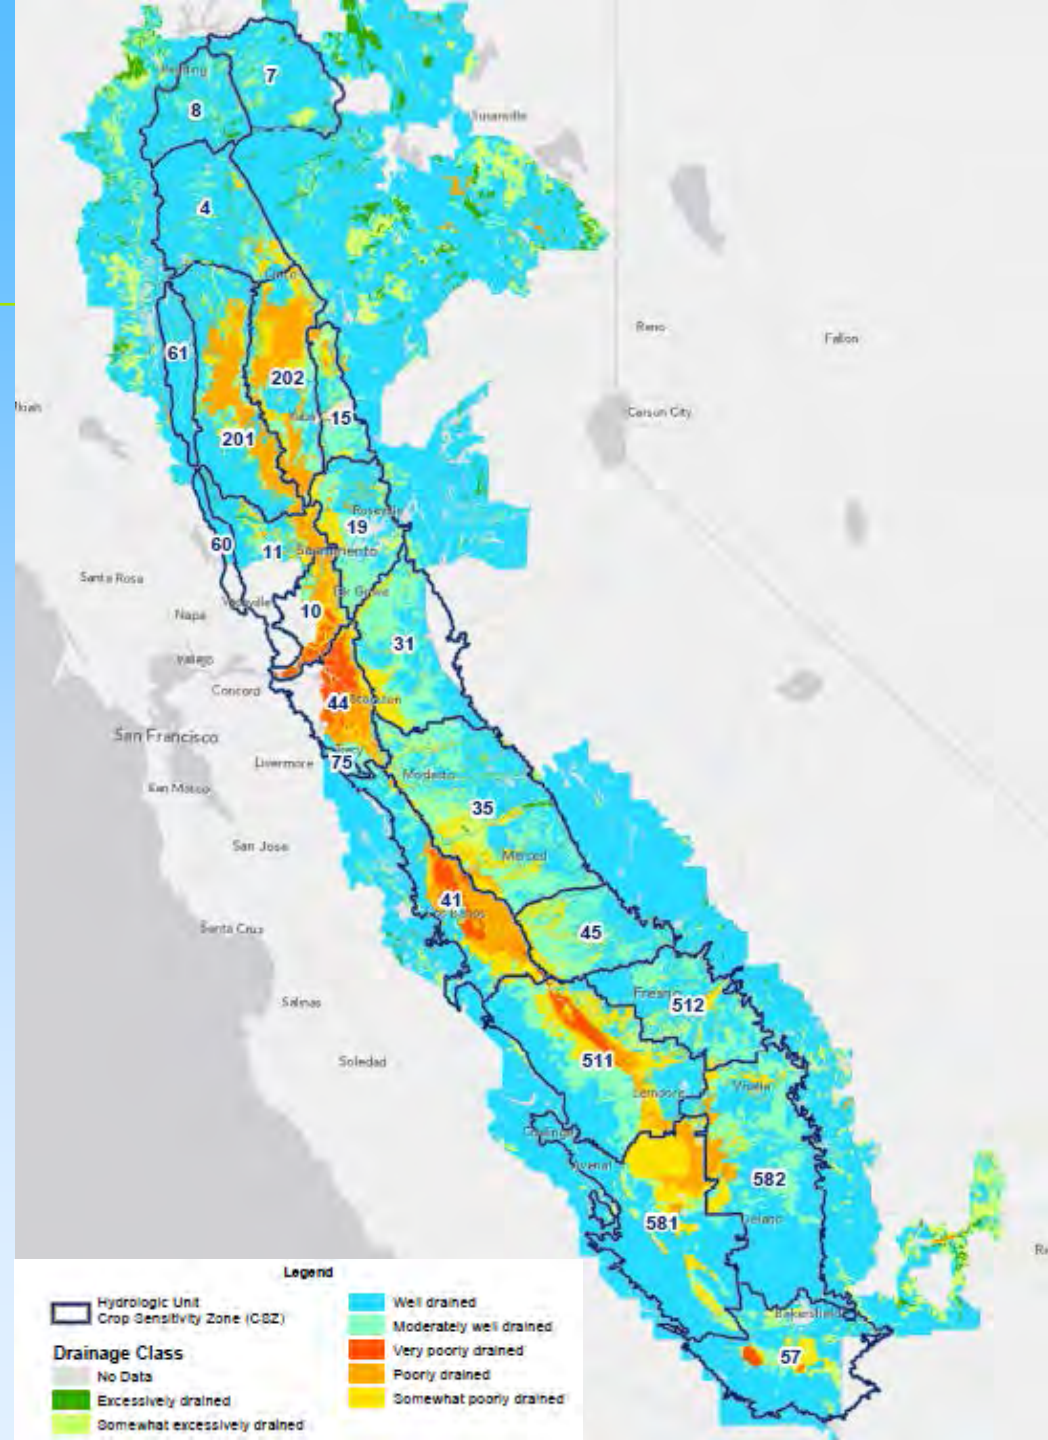 Redding
7
8
Susanville
4
Chico
Reno
Fallon
61
202
Carson City
15
201
Roseville
19
60
11
Sacramento
Santa Rosa
Vacaville
Elk Grove
10
Napa
31
Vallejo
Concord
44
Stockton
San Francisco
Livermore
75
Modesto
San Mateo
35
San Jose
Merced
41
Los Banos
Santa Cruz
45
Fresno
512
Salinas
Soledad
511
Lemoore
Visalia
Coalinga
Avenal
582
581
Delano
Bakersfield
57
Legend
Hydrologic Unit
Crop Sensitivity Zone (CSZ)
Drainage Class
No Data
Excessively drained
Somewhat excessively drained
Well drained
Moderately well drained
Very poorly drained
Poorly drained
Somewhat poorly drained